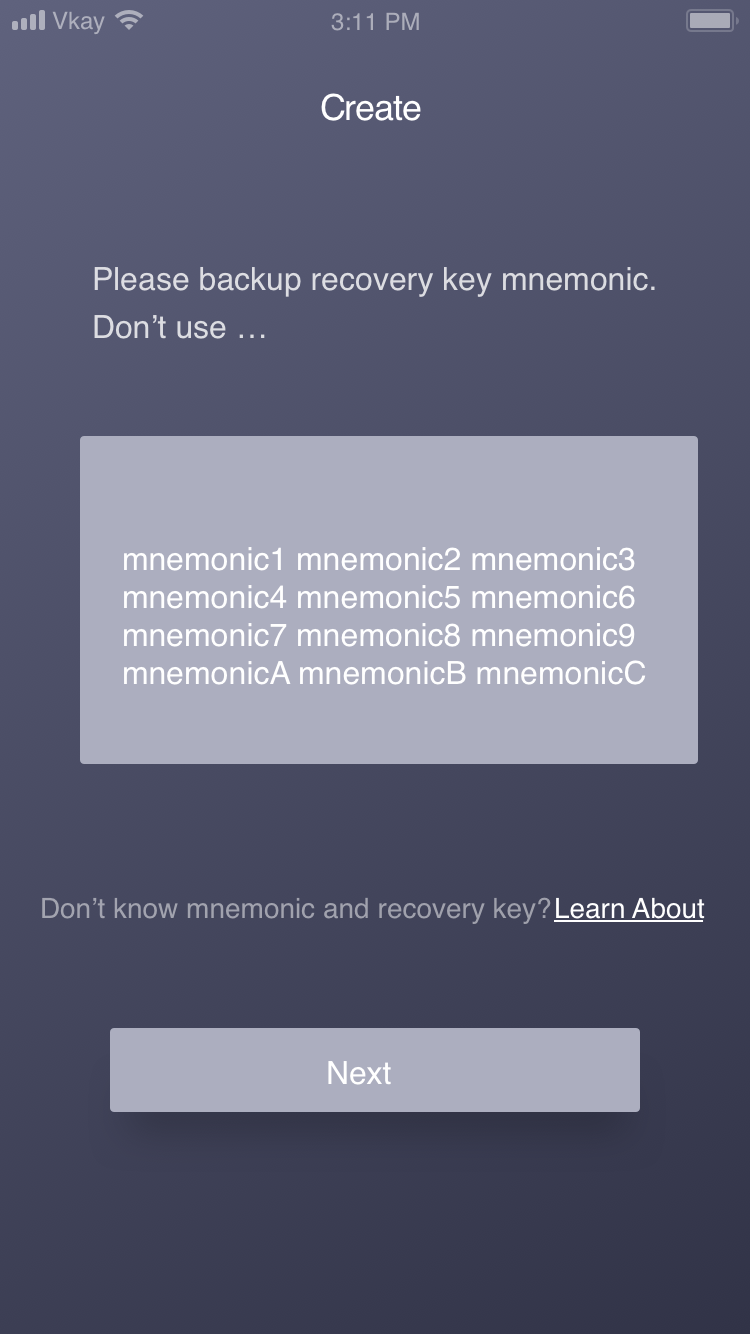 Vkay 3:11 PM
Create
Please backup recovery key mnemonic.
Don’t use …
mnemonic1 mnemonic2 mnemonic3
mnemonic4 mnemonic5 mnemonic6
mnemonic7 mnemonic8 mnemonic9
mnemonicA mnemonicB mnemonicC
Don’t know mnemonic and recovery key? Learn About
Next